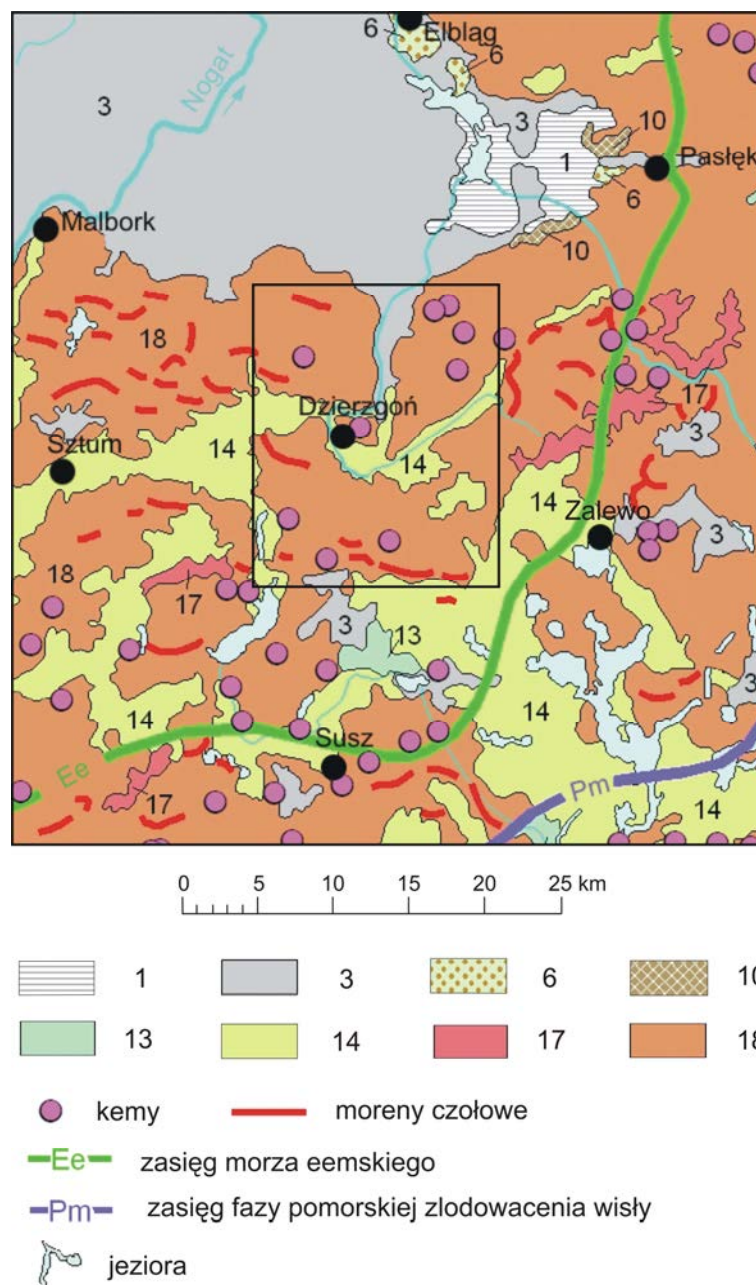 Elbląg
6
6
3
Nogat
3
10
1
Pasłęk
6
Malbork
10
18
17
Dzierzgoń
3
Sztum
14
14
14
Zalewo
3
18
17
3
13
3
14
14
Susz
Ee
Pm
17
14
0 5 10 15 20 25 km
1 3 6 10
13 14 17 18
kemy moreny czołowe
Ee zasięg morza eemskiego
Pm zasięg fazy pomorskiej zlodowacenia wisły
jeziora